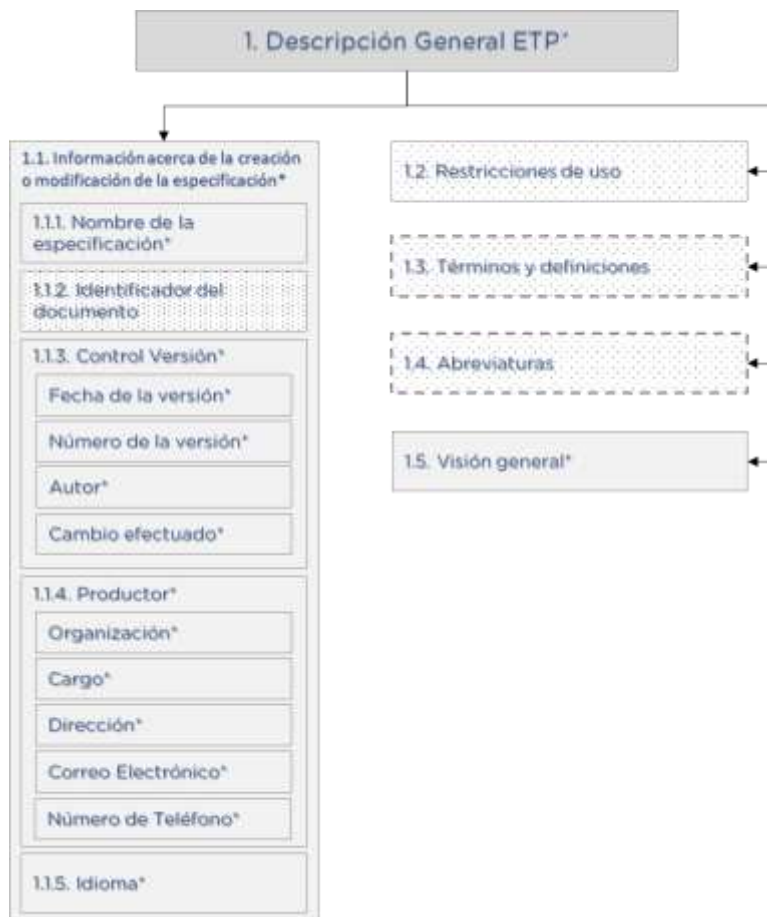 1. Descripción General ETP*
1.1. Información acerca de la creación
o modificación de la especificación*
1.1.1. Nombre de la
especificación*
1.1.2. Identificador del
documento
1.1.3. Control Versión*
Fecha de la versión*
Número de la versión*
Autor*
Cambio efectuado*
1.1.4. Productor*
Organización*
Cargo*
Dirección*
Correo Electrónico*
Número de Teléfono*
1.1.5. Idioma*
1.2. Restricciones de uso
1.3. Términos y definiciones
1.4. Abreviaturas
1.5. Visión general*